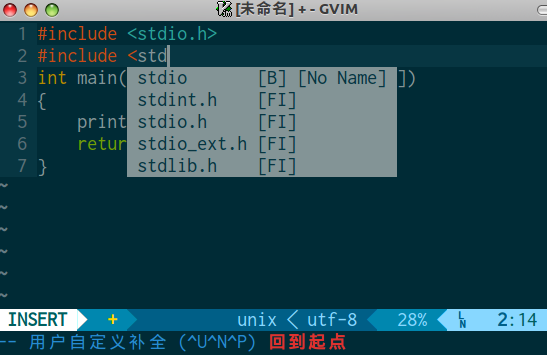 [未命名] + - GVIM
1 #include <stdio.h>
2 #include <std
3 int main( ])
4 {
5 print
6 retur
7 }
stdio [B] [No Name]
stdint.h [FI]
stdio.h [FI]
stdio_ext.h [FI]
stdlib.h [FI]
~
~
~
~
~
~
INSERT + unix < utf-8 28% LN 2:14
-- 用户自定义补全 (^U^N^P) 回到起点